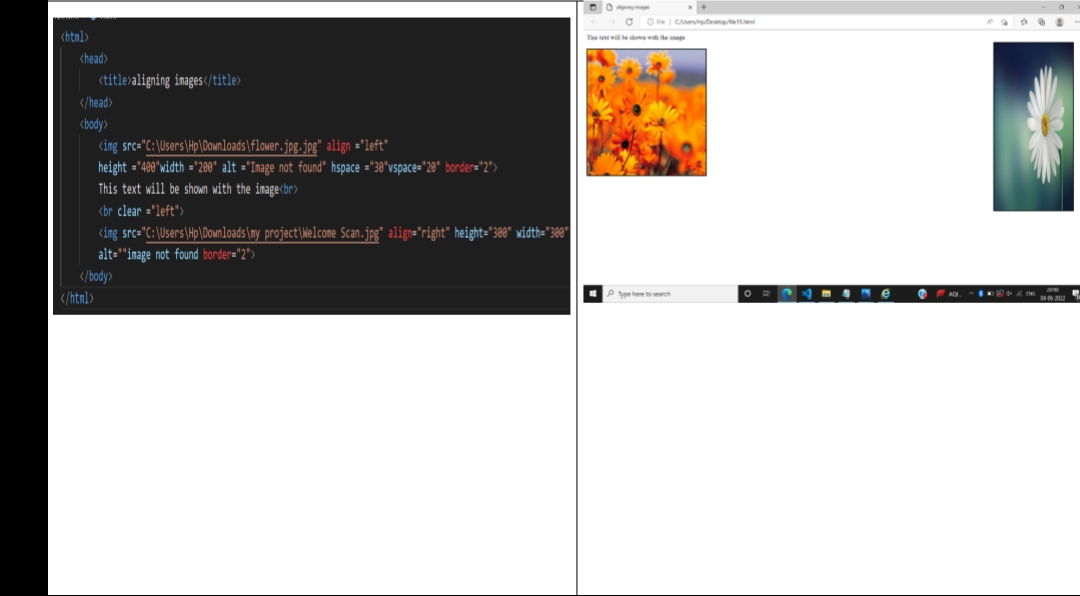 <html>
<head>
<title>aligning images</title>
</head>
<body>
<img src="C:\Users\Hp\Downloads\flower.jpg.jpg" align ="left"
height ="400"width ="200" alt ="Image not found" hspace ="30"vspace="20" border="2">
This text will be shown with the image<br>
<br clear ="left">
<img src="C:\Users\Hp\Downloads\my project\Welcome Scan.jpg" align="right" height="300" width="300"
alt=""image not found border="2">
</body>
</html>
aligning images
File | C:/Users/Hp/Desktop/file15.html
This text will be shown with the image
Type here to search
AQI...
ENG
20:00
04-06-2022